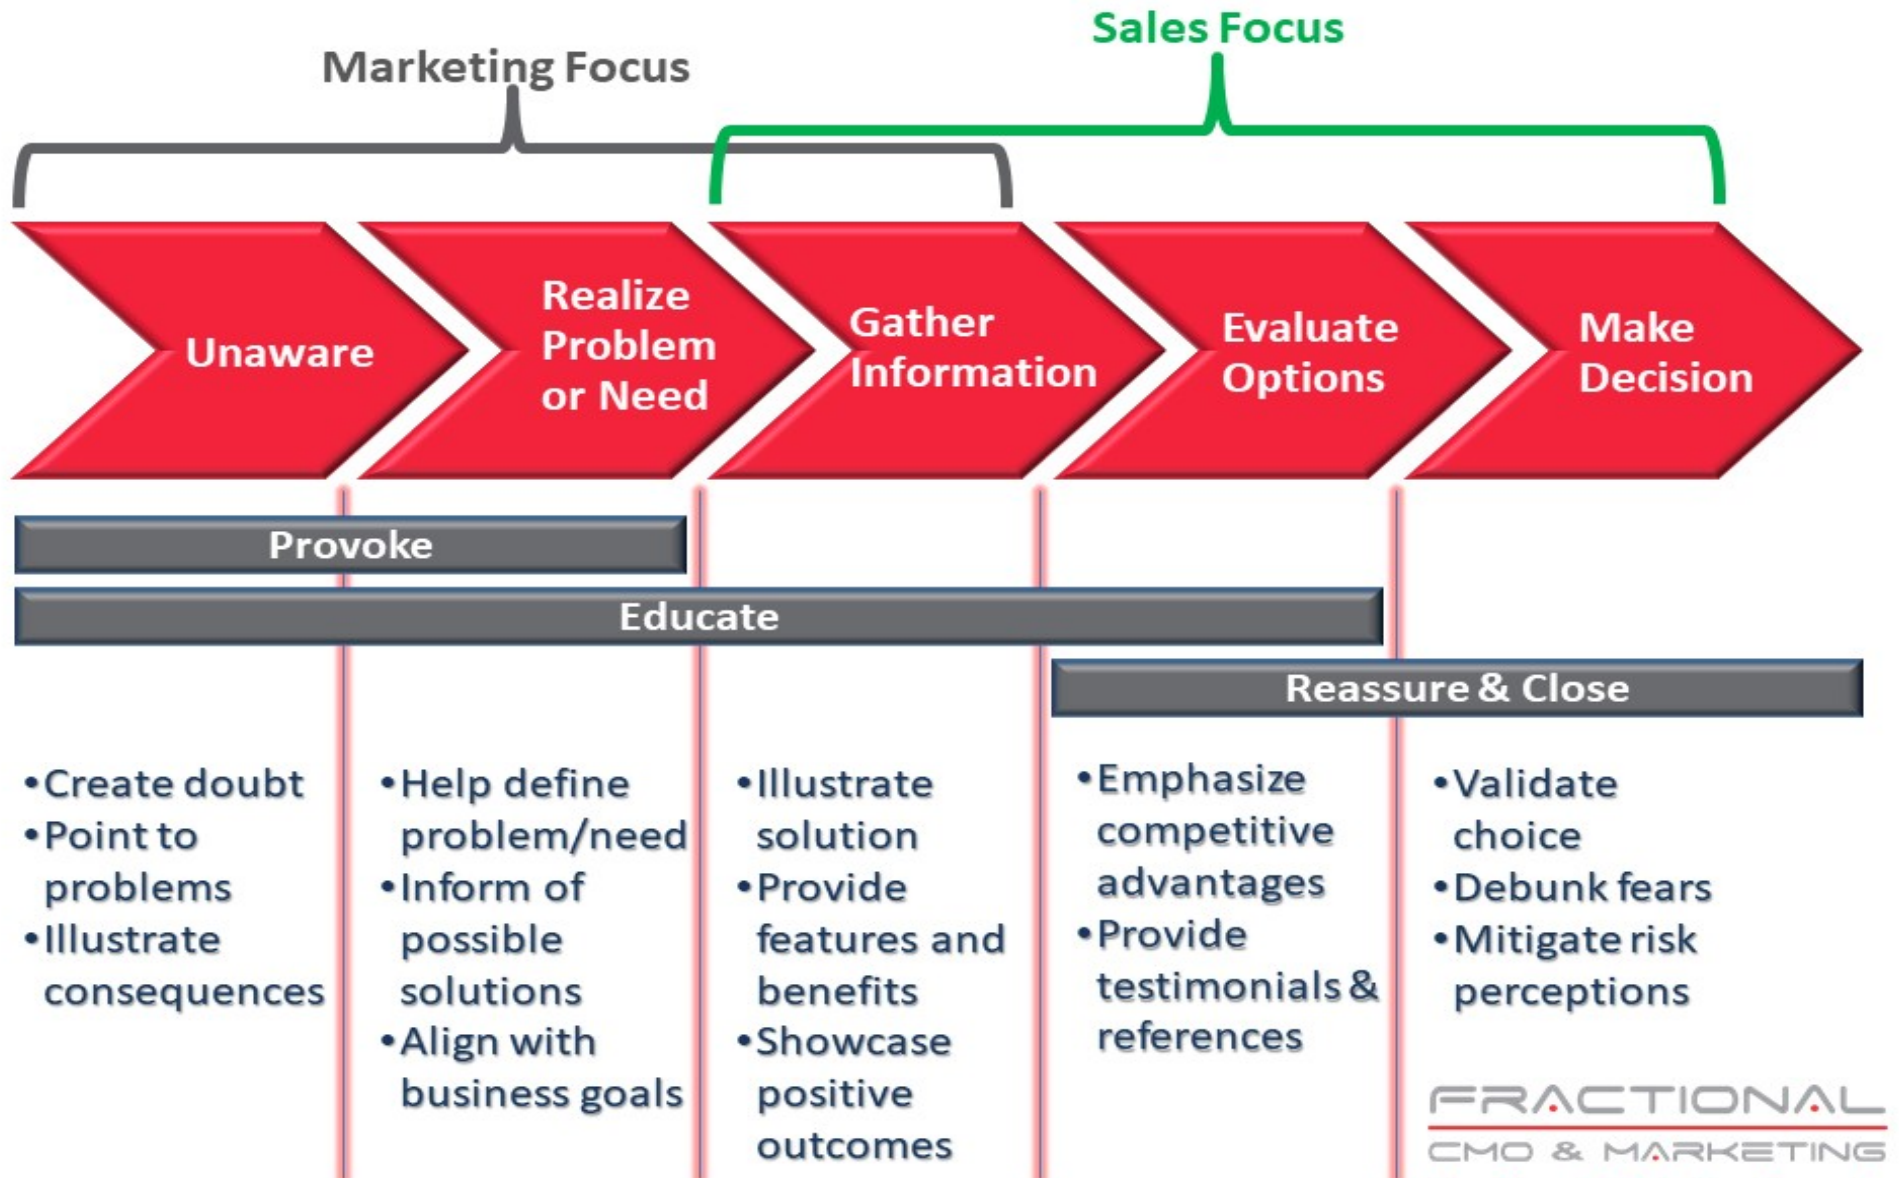 Sales Focus
Marketing Focus
Unaware
Realize
Problem
or Need
Gather
Information
Evaluate
Options
Make
Decision
Provoke
Educate
Reassure & Close
•Create doubt
•Point to
problems
•Illustrate
consequences
•Help define
problem/need
•Inform of
possible
solutions
•Align with
business goals
•Illustrate
solution
•Provide
features and
benefits
•Showcase
positive
outcomes
•Emphasize
competitive
advantages
•Provide
testimonials &
references
•Validate
choice
•Debunk fears
•Mitigate risk
perceptions
FRACTIONAL
CMO & MARKETING